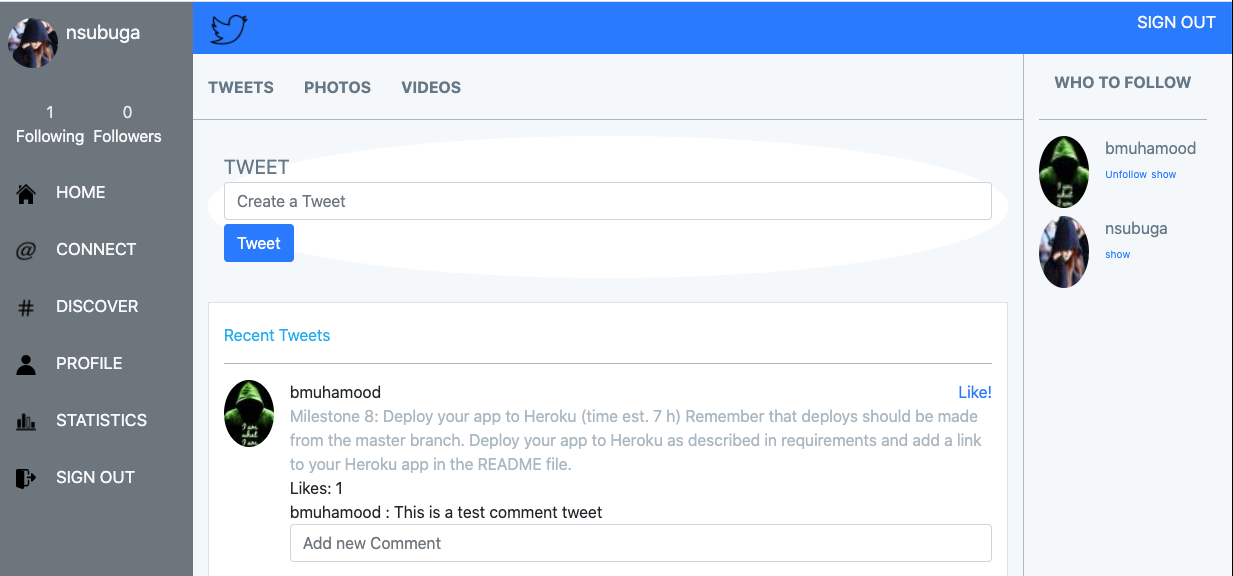 nsubuga
1 0
Following Followers
HOME
@ CONNECT
# DISCOVER
PROFILE
STATISTICS
SIGN OUT
SIGN OUT
TWEETS PHOTOS VIDEOS
TWEET
Create a Tweet
Tweet
Recent Tweets
bmuhamood Like!
Milestone 8: Deploy your app to Heroku (time est. 7 h) Remember that deploys should be made
from the master branch. Deploy your app to Heroku as described in requirements and add a link
to your Heroku app in the README file.
Likes: 1
bmuhamood : This is a test comment tweet
Add new Comment
WHO TO FOLLOW
bmuhamood
Unfollow show
nsubuga
show